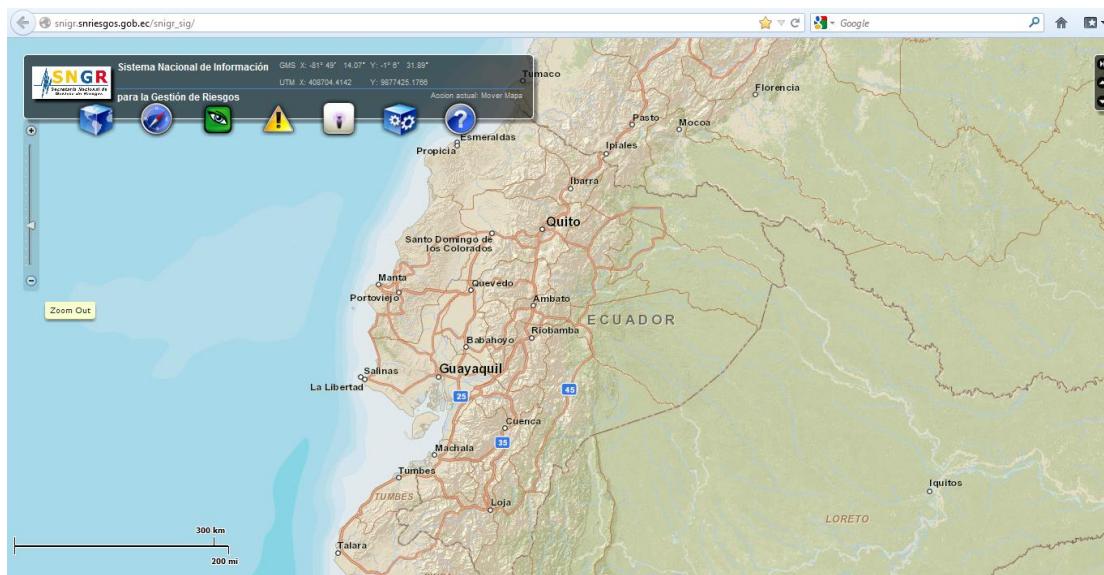 snigr.snriesgos.gob.ec/snigr_sig/
Google
SNGR
Secretaría Nacional de
Gestión de Riesgos
Sistema Nacional de Información
para la Gestión de Riesgos
GMS X: -81° 49' 14.07" Y: -1° 6' 31.89"
UTM X: 408704.4142 Y: 9877425.1766
Accion actual: Mover Mapa
Tumaco
Florencia
Pasto
Mocoa
Esmeraldas
Propicia
Ipiales
Ibarra
Quito
Santo Domingo de
los Colorados
Manta
Quevedo
Portoviejo
Ambato
Zoom Out
ECUADOR
Riobamba
Babahoyo
Salinas
Guayaquil
La Libertad
25
45
Cuenca
35
Machala
Tumbes
Iquitos
TUMBES
Loja
LORETO
300 km
Talara
200 mi